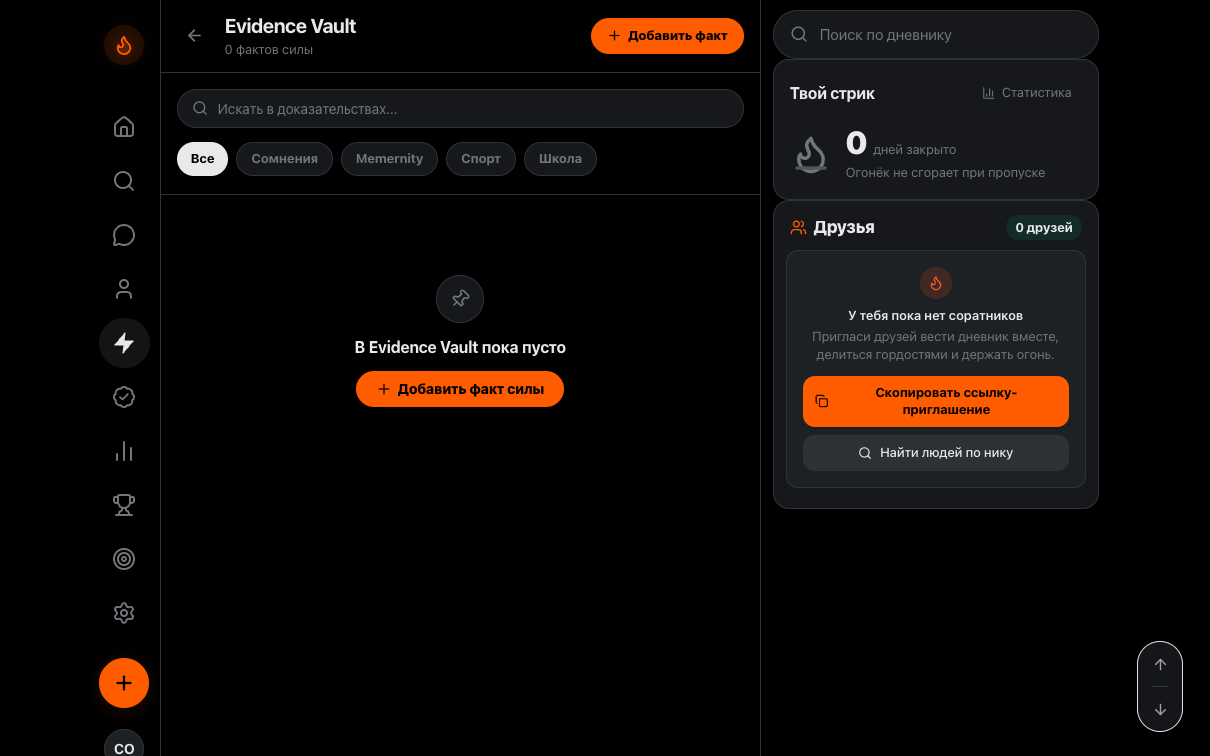 Evidence Vault
0 фактов силы
Добавить факт
Искать в доказательствах...
Все
Сомнения
Memernity
Спорт
Школа
В Evidence Vault пока пусто
Добавить факт силы
Поиск по дневнику
Твой стрик
Статистика
0 дней закрыто
Огонёк не сгорает при пропуске
Друзья
0 друзей
У тебя пока нет соратников
Пригласи друзей вести дневник вместе,
делиться гордостями и держать огонь.
Скопировать ссылку-
приглашение
Найти людей по нику
CO